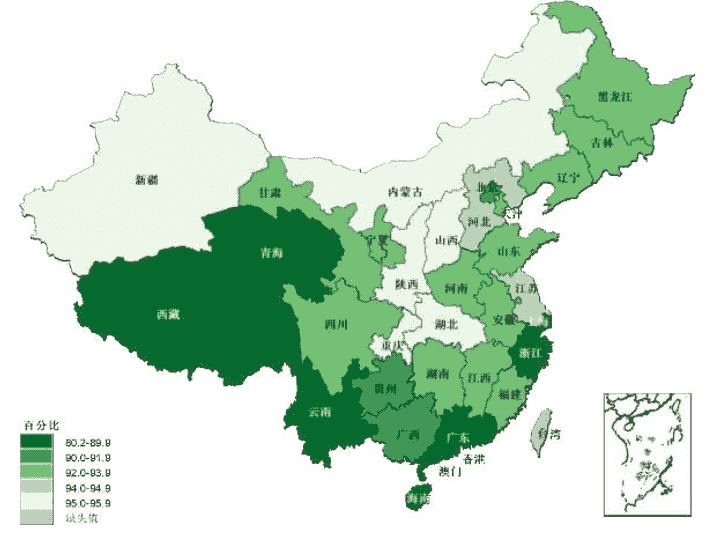 黑龙江
吉林
辽宁
新疆
甘肃
内蒙古
北京
天津
河北
宁夏
山西
山东
青海
陕西
河南
江苏
西藏
四川
湖北
安徽
上海
重庆
浙江
贵州
湖南
江西
福建
云南
广西
广东
台湾
香港
澳门
海南
百分比
80.2-89.9
90.0-91.9
92.0-93.9
94.0-94.9
95.0-95.9
缺失值